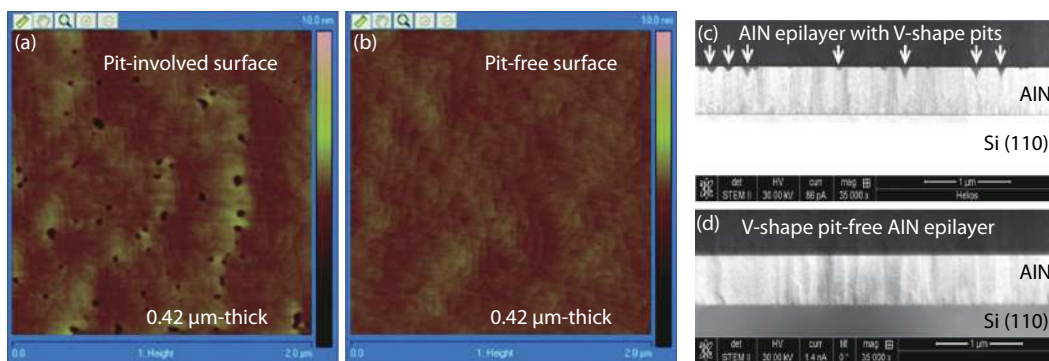 10.0 nm
(a)
Pit-involved surface
0.42 μm-thick
0.0
1: Height
2.0 μm
10.0 nm
(b)
Pit-free surface
0.42 μm-thick
0.0
1: Height
2.0 μm
(c) AlN epilayer with V-shape pits
AlN
Si (110)
det HV curr mag
STEM II 30.00 kV 66 pA 35 000 x
1 μm
Helios
(d) V-shape pit-free AlN epilayer
AlN
Si (110)
det HV curr tilt mag
STEM II 30.00 kV 1.4 nA 0 ° 35 000 x
1 μm